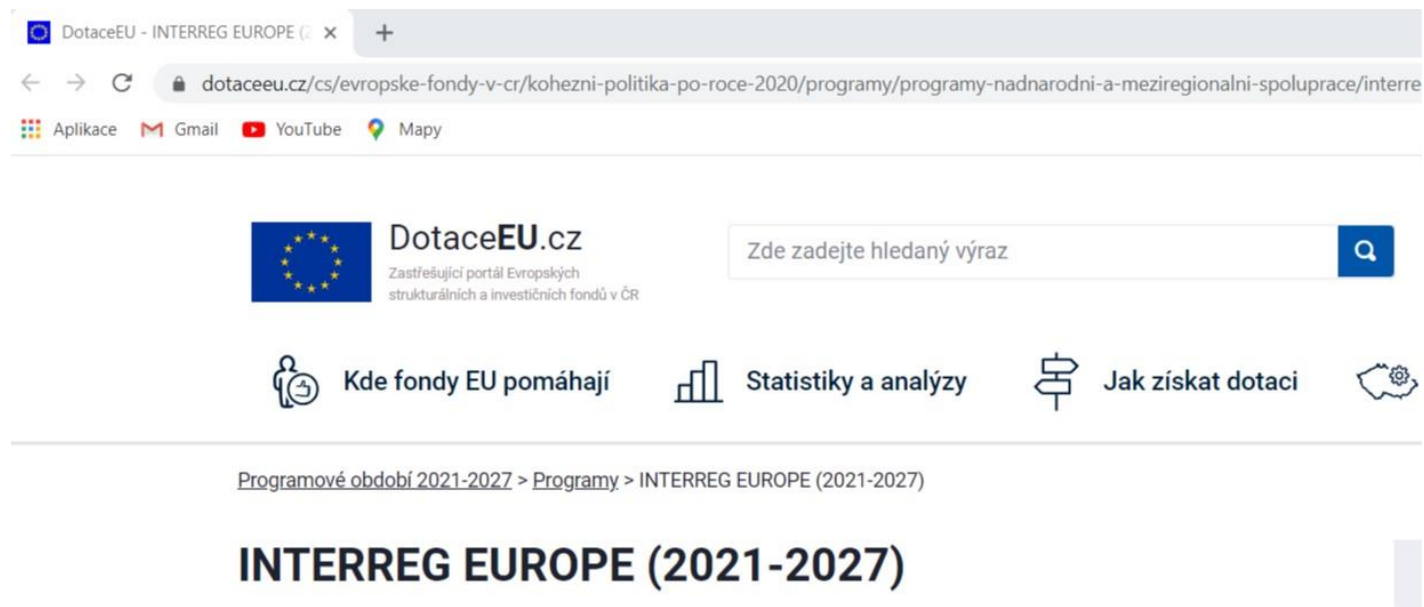 DotaceEU - INTERREG EUROPE (2
dotaceeu.cz/cs/evropske-fondy-v-cr/kohezni-politika-po-roce-2020/programy/programy-nadnarodni-a-meziregionalni-spoluprace/interre
Aplikace Gmail YouTube Mapy
DotaceEU.cz
Zastřešující portál Evropských
strukturálních a investičních fondů v ČR
Zde zadejte hledaný výraz
Kde fondy EU pomáhají Statistiky a analýzy Jak získat dotaci
Programové období 2021-2027 > Programy > INTERREG EUROPE (2021-2027)
INTERREG EUROPE (2021-2027)